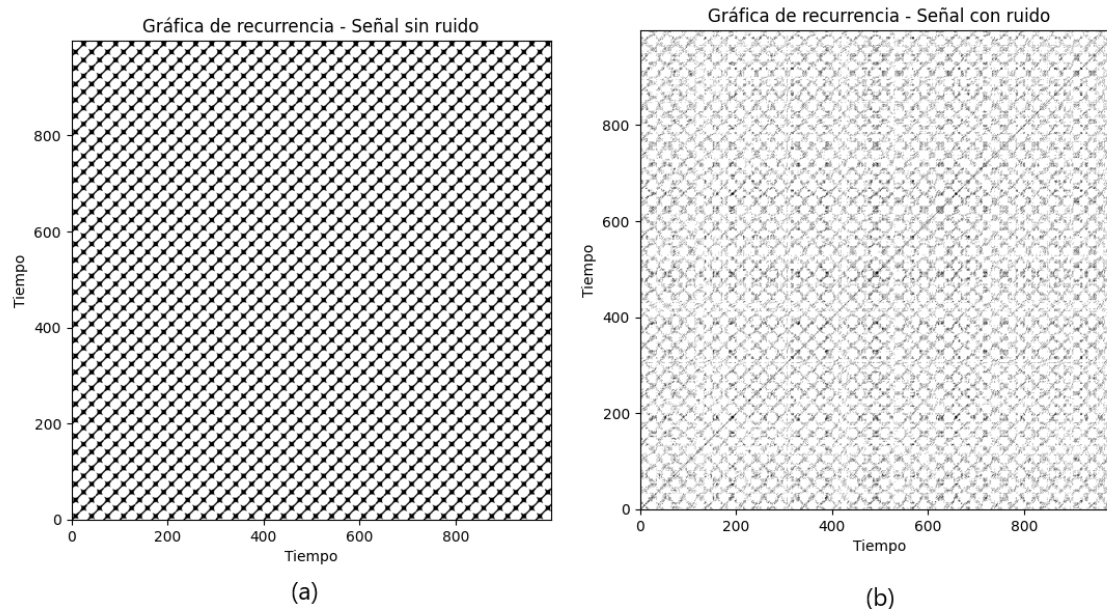 Gráfica de recurrencia - Señal sin ruido
800
600
400
200
0
Tiempo
0 200 400 600 800
Tiempo
(a)
Gráfica de recurrencia - Señal con ruido
800
600
400
200
0
Tiempo
0 200 400 600 800
Tiempo
(b)